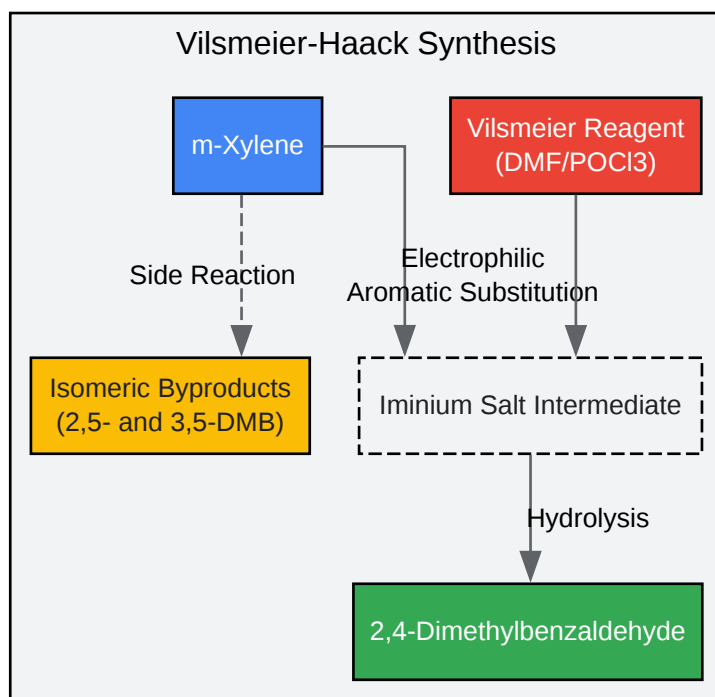 Vilsmeier-Haack Synthesis
m-Xylene
Vilsmeier Reagent
(DMF/POCl3)
Side Reaction
Electrophilic
Aromatic Substitution
Isomeric Byproducts
(2,5- and 3,5-DMB)
Iminium Salt Intermediate
Hydrolysis
2,4-Dimethylbenzaldehyde